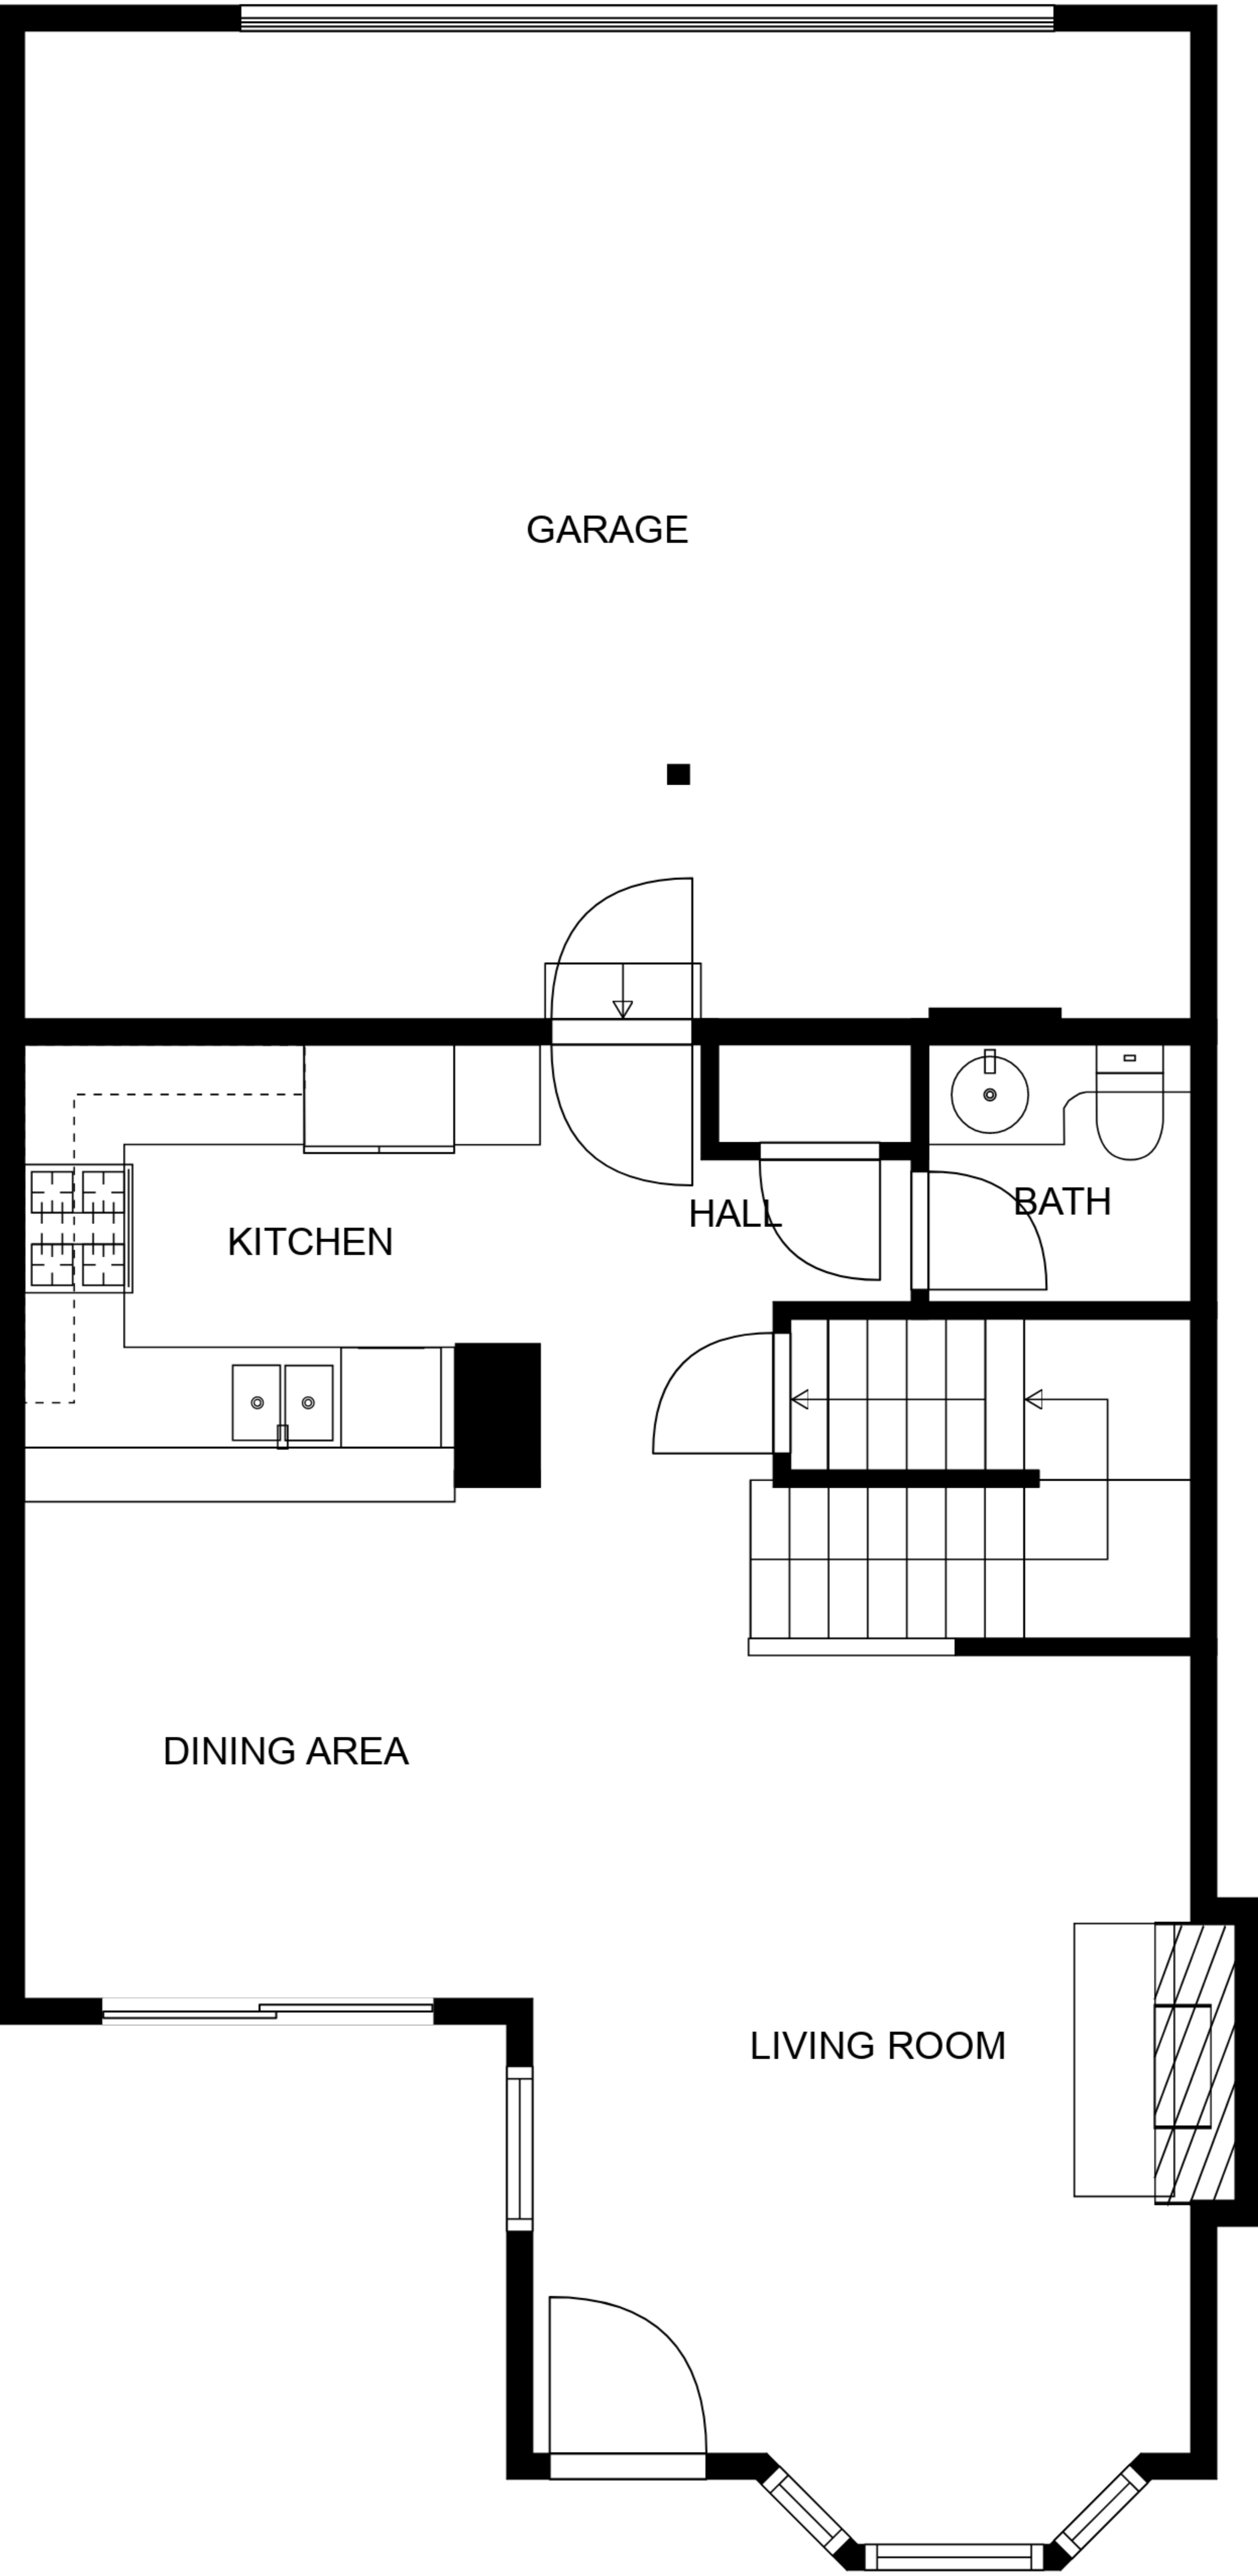 GARAGE
HALL
BATH
KITCHEN
DINING AREA
LIVING ROOM